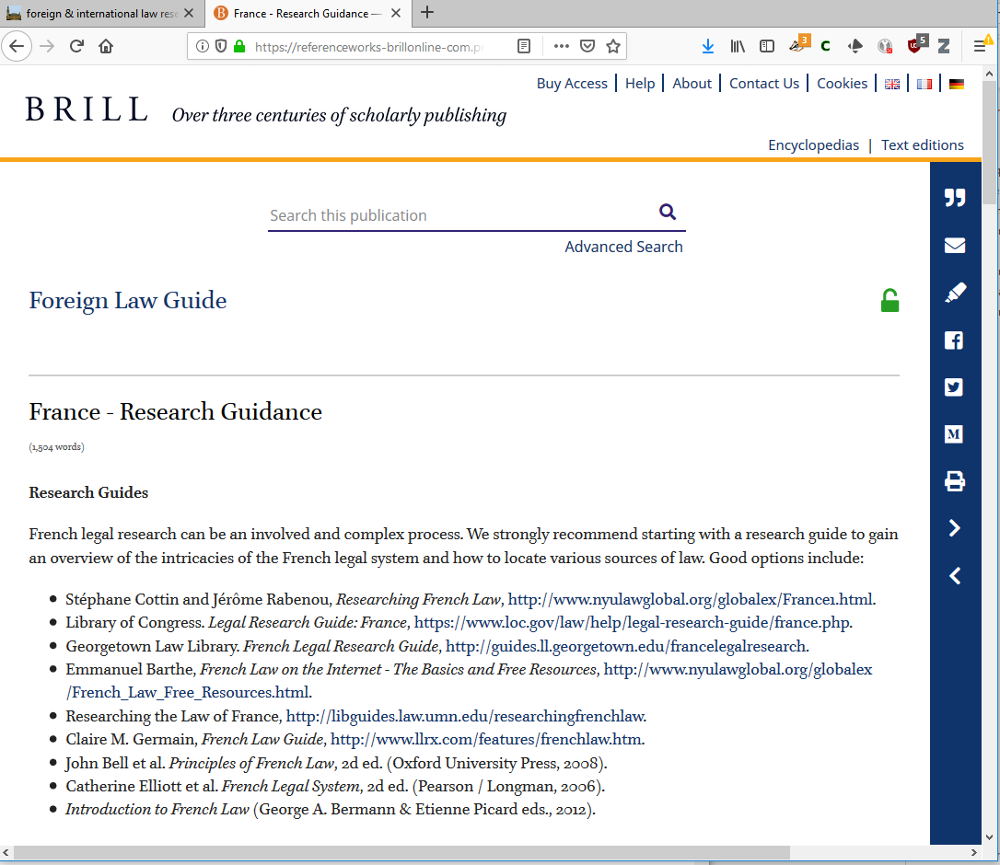 foreign & international law rese
France - Research Guidance —
https://referenceworks-brillonline-com.p
3
C
5
Z
Buy Access | Help | About | Contact Us | Cookies
BRILL Over three centuries of scholarly publishing
Encyclopedias | Text editions
Search this publication
Advanced Search
Foreign Law Guide
France - Research Guidance
(1,504 words)
Research Guides
French legal research can be an involved and complex process. We strongly recommend starting with a research guide to gain
an overview of the intricacies of the French legal system and how to locate various sources of law. Good options include:
• Stéphane Cottin and Jérôme Rabenou, Researching French Law, http://www.nyulawglobal.org/globalex/France1.html.
• Library of Congress. Legal Research Guide: France, https://www.loc.gov/law/help/legal-research-guide/france.php.
• Georgetown Law Library. French Legal Research Guide, http://guides.ll.georgetown.edu/francelegalresearch.
• Emmanuel Barthe, French Law on the Internet - The Basics and Free Resources, http://www.nyulawglobal.org/globalex
/French_Law_Free_Resources.html.
• Researching the Law of France, http://libguides.law.umn.edu/researchingfrenchlaw.
• Claire M. Germain, French Law Guide, http://www.llrx.com/features/frenchlaw.htm.
• John Bell et al. Principles of French Law, 2d ed. (Oxford University Press, 2008).
• Catherine Elliott et al. French Legal System, 2d ed. (Pearson / Longman, 2006).
• Introduction to French Law (George A. Bermann & Etienne Picard eds., 2012).